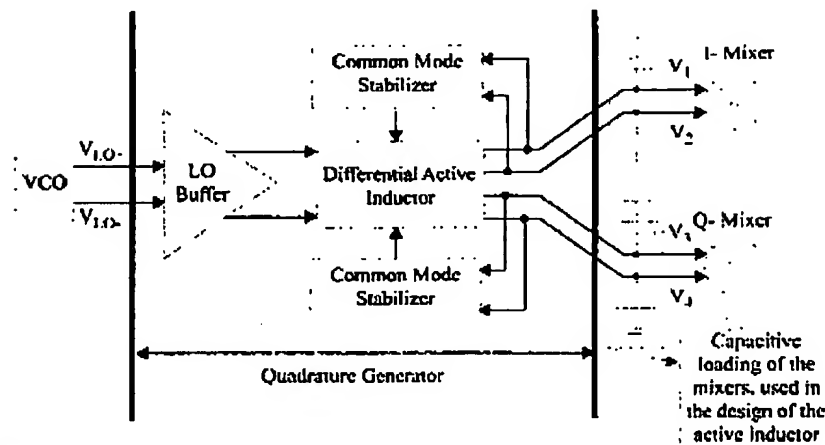 Common Mode
Stabilizer
V1
I- Mixer
V2
VCO
VLO-
VLO-
LO
Buffer
Differential Active
Inductor
Q- Mixer
V3
V4
Common Mode
Stabilizer
Quadrature Generator
Capacitive
loading of the
mixers, used in
the design of the
active inductor